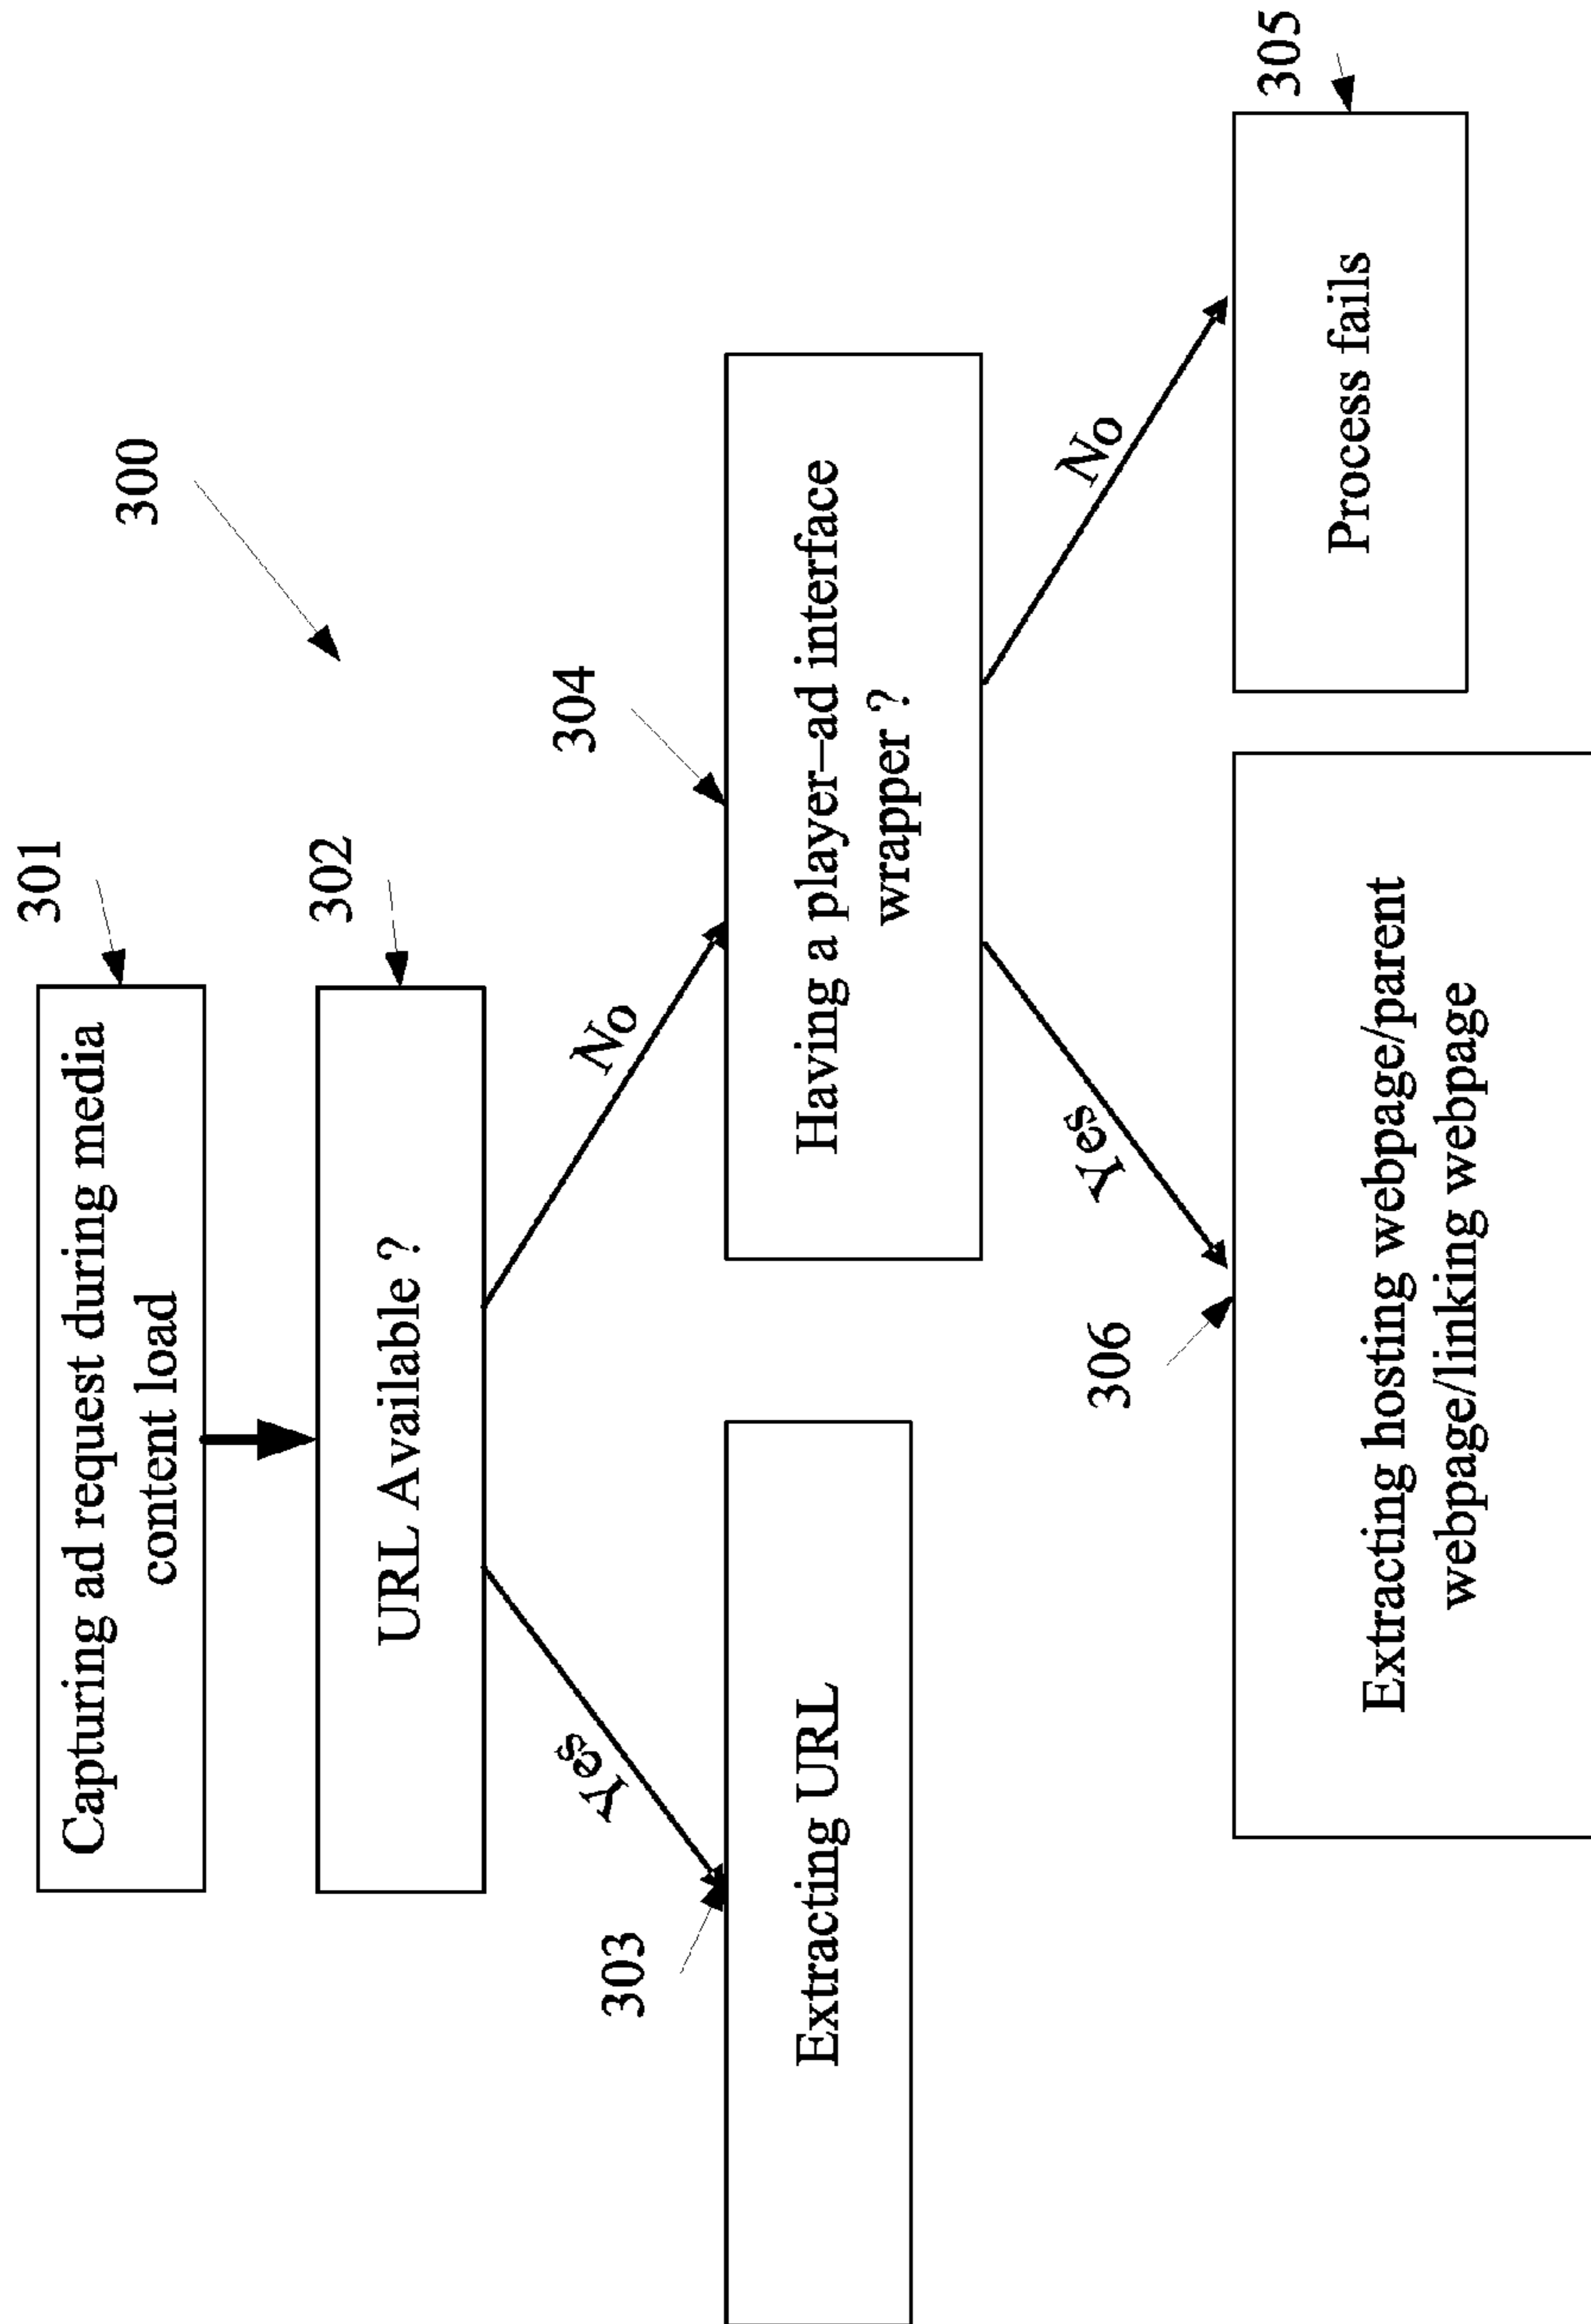 300
301
Capturing ad request during media
content load
302
URL Available ?
Yes
No
303
Extracting URL
304
Having a player–ad interface
wrapper ?
Yes
No
306
Extracting hosting webpage/parent
webpage/linking webpage
305
Process fails